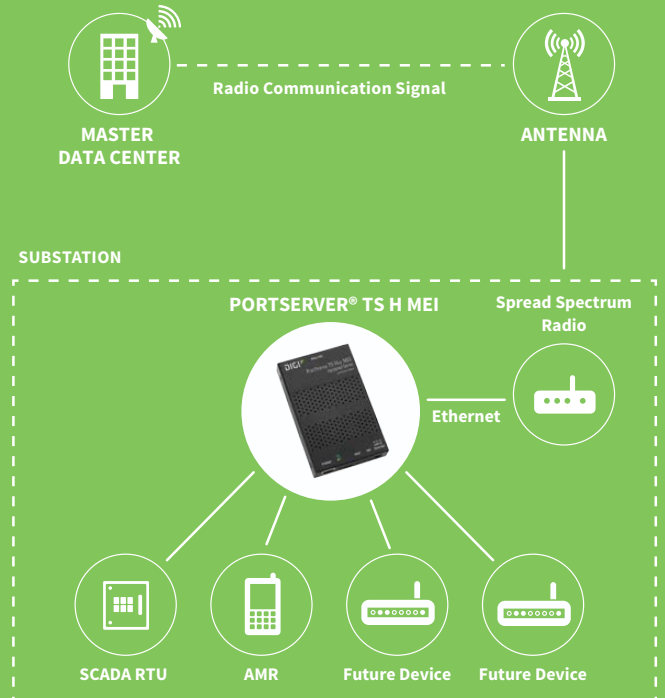 Radio Communication Signal
MASTER
DATA CENTER
ANTENNA
SUBSTATION
PORTSERVER® TS H MEI
Spread Spectrum
Radio
DIGI
Ethernet
SCADA RTU
AMR
Future Device
Future Device